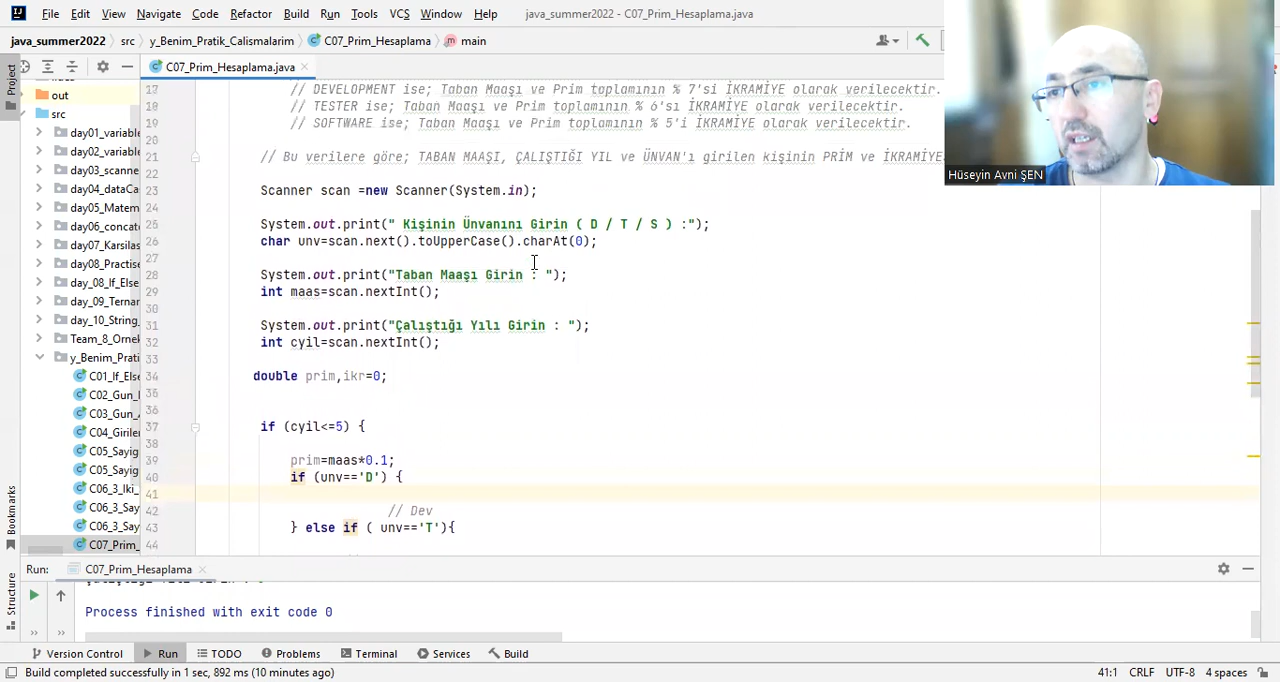 File Edit View Navigate Code Refactor Build Run Tools VCS Window Help java_summer2022 - C07_Prim_Hesaplama.java
java_summer2022 src y_Benim_Pratik_Calismalarim C07_Prim_Hesaplama main
Project
C07_Prim_Hesaplama.java
out
src
day01_variable
day02_variable
day03_scanne
day04_dataCa
day05_Matem
day06_concat
day07_Karsilas
day08_Practise
day_08_If_Else
day_09_Ternar
day_10_String_
Team_8_Ornek
y_Benim_Prati
C01_If_Else
C02_Gun_
C03_Gun_
C04_Girile
C05_Sayig
C05_Sayig
C06_3_Iki_
C06_3_Say
C06_3_Say
C07_Prim_
17 // DEVELOPMENT ise; Taban Maaşı ve Prim toplamının % 7'si İKRAMİYE olarak verilecektir.
18 // TESTER ise; Taban Maaşı ve Prim toplamının % 6'sı İKRAMİYE olarak verilecektir.
19 // SOFTWARE ise; Taban Maaşı ve Prim toplamının % 5'i İKRAMİYE olarak verilecektir.
20
21 // Bu verilere göre; TABAN MAAŞI, ÇALIŞTIĞI YIL ve ÜNVAN'ı girilen kişinin PRİM ve İKRAMİYE
22
23 Scanner scan =new Scanner(System.in);
24
25 System.out.print(" Kişinin Ünvanını Girin ( D / T / S ) :");
26 char unv=scan.next().toUpperCase().charAt(0);
27
28 System.out.print("Taban Maaşı Girin : ");
29 int maas=scan.nextInt();
30
31 System.out.print("Çalıştığı Yılı Girin : ");
32 int cyil=scan.nextInt();
33
34 double prim,ikr=0;
35
36
37 if (cyil<=5) {
38
39 prim=maas*0.1;
40 if (unv=='D') {
41
42 // Dev
43 } else if ( unv=='T'){
44
Hüseyin Avni ŞEN
Bookmarks
Structure
Run: C07_Prim_Hesaplama
Process finished with exit code 0
Version Control Run TODO Problems Terminal Services Build
Build completed successfully in 1 sec, 892 ms (10 minutes ago) 41:1 CRLF UTF-8 4 spaces